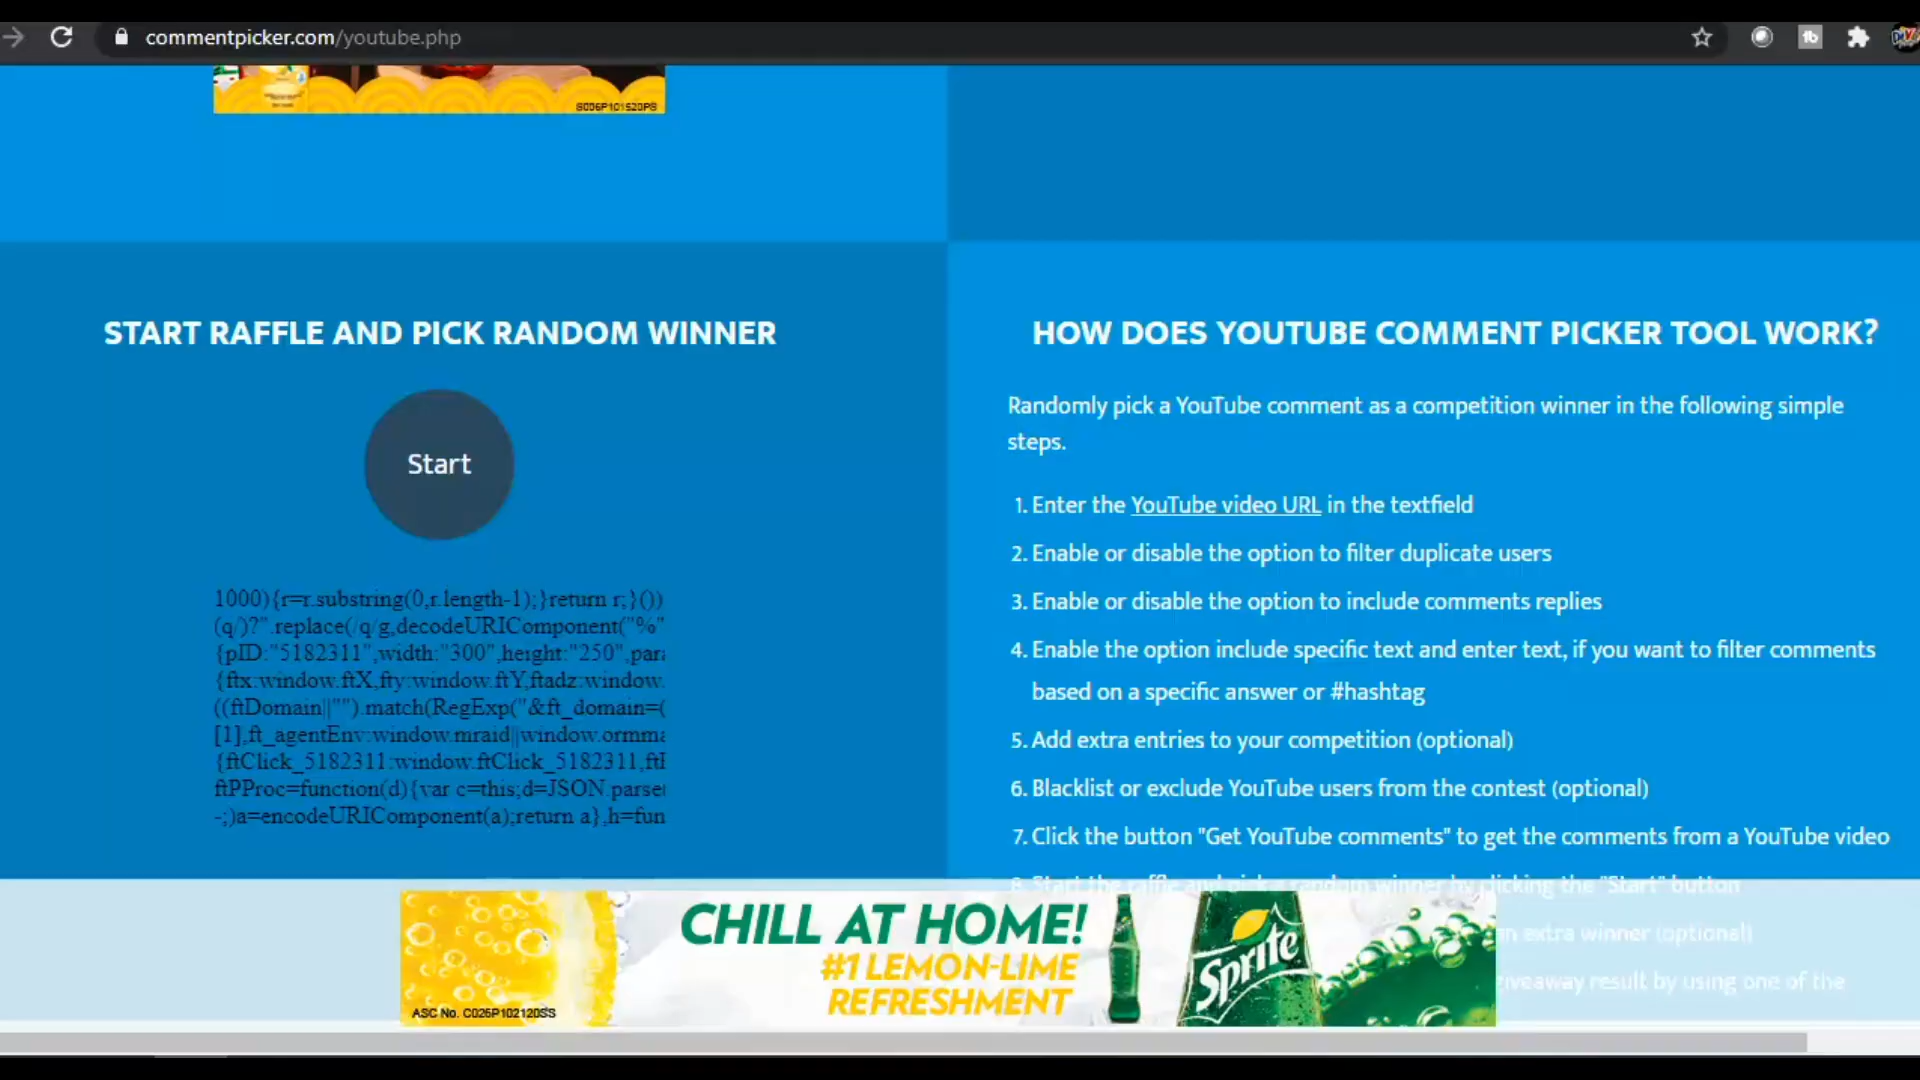 commentpicker.com/youtube.php
S006P101520PS
START RAFFLE AND PICK RANDOM WINNER
Start
1000){r=r.substring(0,r.length-1);}return r;}())
(q/)?".replace(/q/g,decodeURIComponent("%"
{pID:"5182311",width:"300",height:"250",para
{ftx:window.ftX,fty:window.ftY,ftadz:window.
((ftDomain||"").match(RegExp("&ft_domain=(
[1],ft_agentEnv:window.mraid||window.ormma
{ftClick_5182311:window.ftClick_5182311,ftI
ftPProc=function(d){var c=this;d=JSON.parse(
-;)a=encodeURIComponent(a);return a},h=fun
HOW DOES YOUTUBE COMMENT PICKER TOOL WORK?
Randomly pick a YouTube comment as a competition winner in the following simple
steps.
1. Enter the YouTube video URL in the textfield
2. Enable or disable the option to filter duplicate users
3. Enable or disable the option to include comments replies
4. Enable the option include specific text and enter text, if you want to filter comments
based on a specific answer or #hashtag
5. Add extra entries to your competition (optional)
6. Blacklist or exclude YouTube users from the contest (optional)
7. Click the button "Get YouTube comments" to get the comments from a YouTube video
8. Start the raffle and pick a random winner by clicking the "Start" button
an extra winner (optional)
giveaway result by using one of the
CHILL AT HOME!
#1 LEMON-LIME
REFRESHMENT
Sprite
ASC No. C026P102120SS